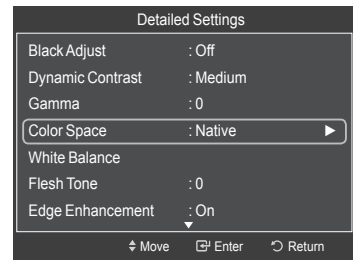 Detailed Settings
Black Adjust : Off
Dynamic Contrast : Medium
Gamma : 0
Color Space : Native
White Balance
Flesh Tone : 0
Edge Enhancement : On
Move Enter Return